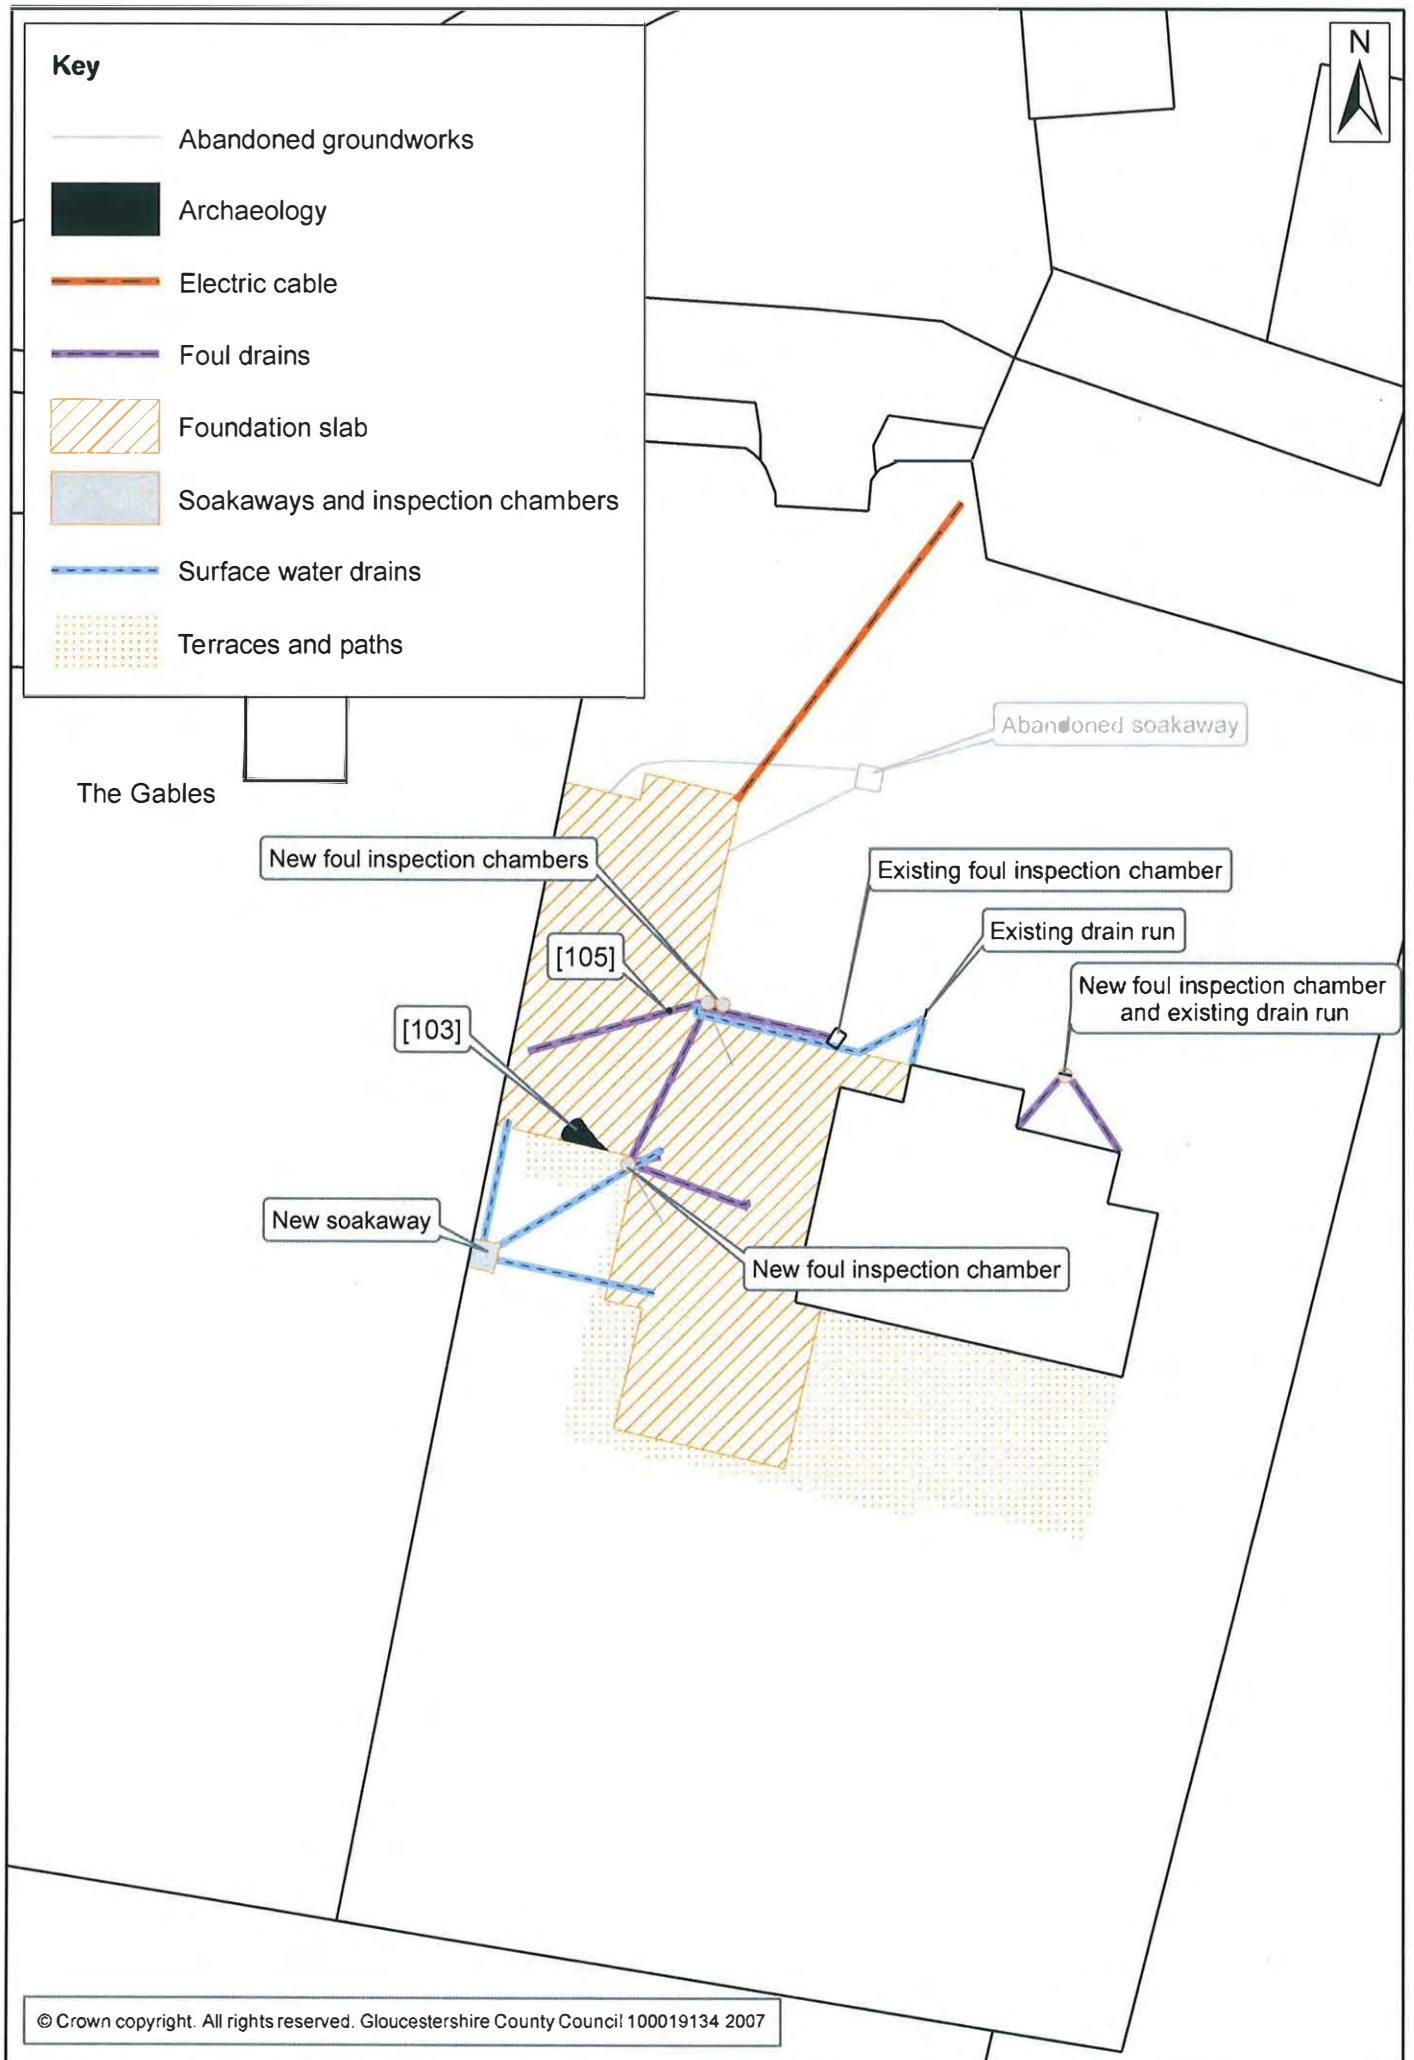 Key
N
Abandoned groundworks
Archaeology
Electric cable
Foul drains
Foundation slab
Soakaways and inspection chambers
Surface water drains
Terraces and paths
Abandoned soakaway
The Gables
New foul inspection chambers
Existing foul inspection chamber
Existing drain run
[105]
New foul inspection chamber
and existing drain run
[103]
New soakaway
New foul inspection chamber
© Crown copyright. All rights reserved. Gloucestershire County Council 100019134 2007